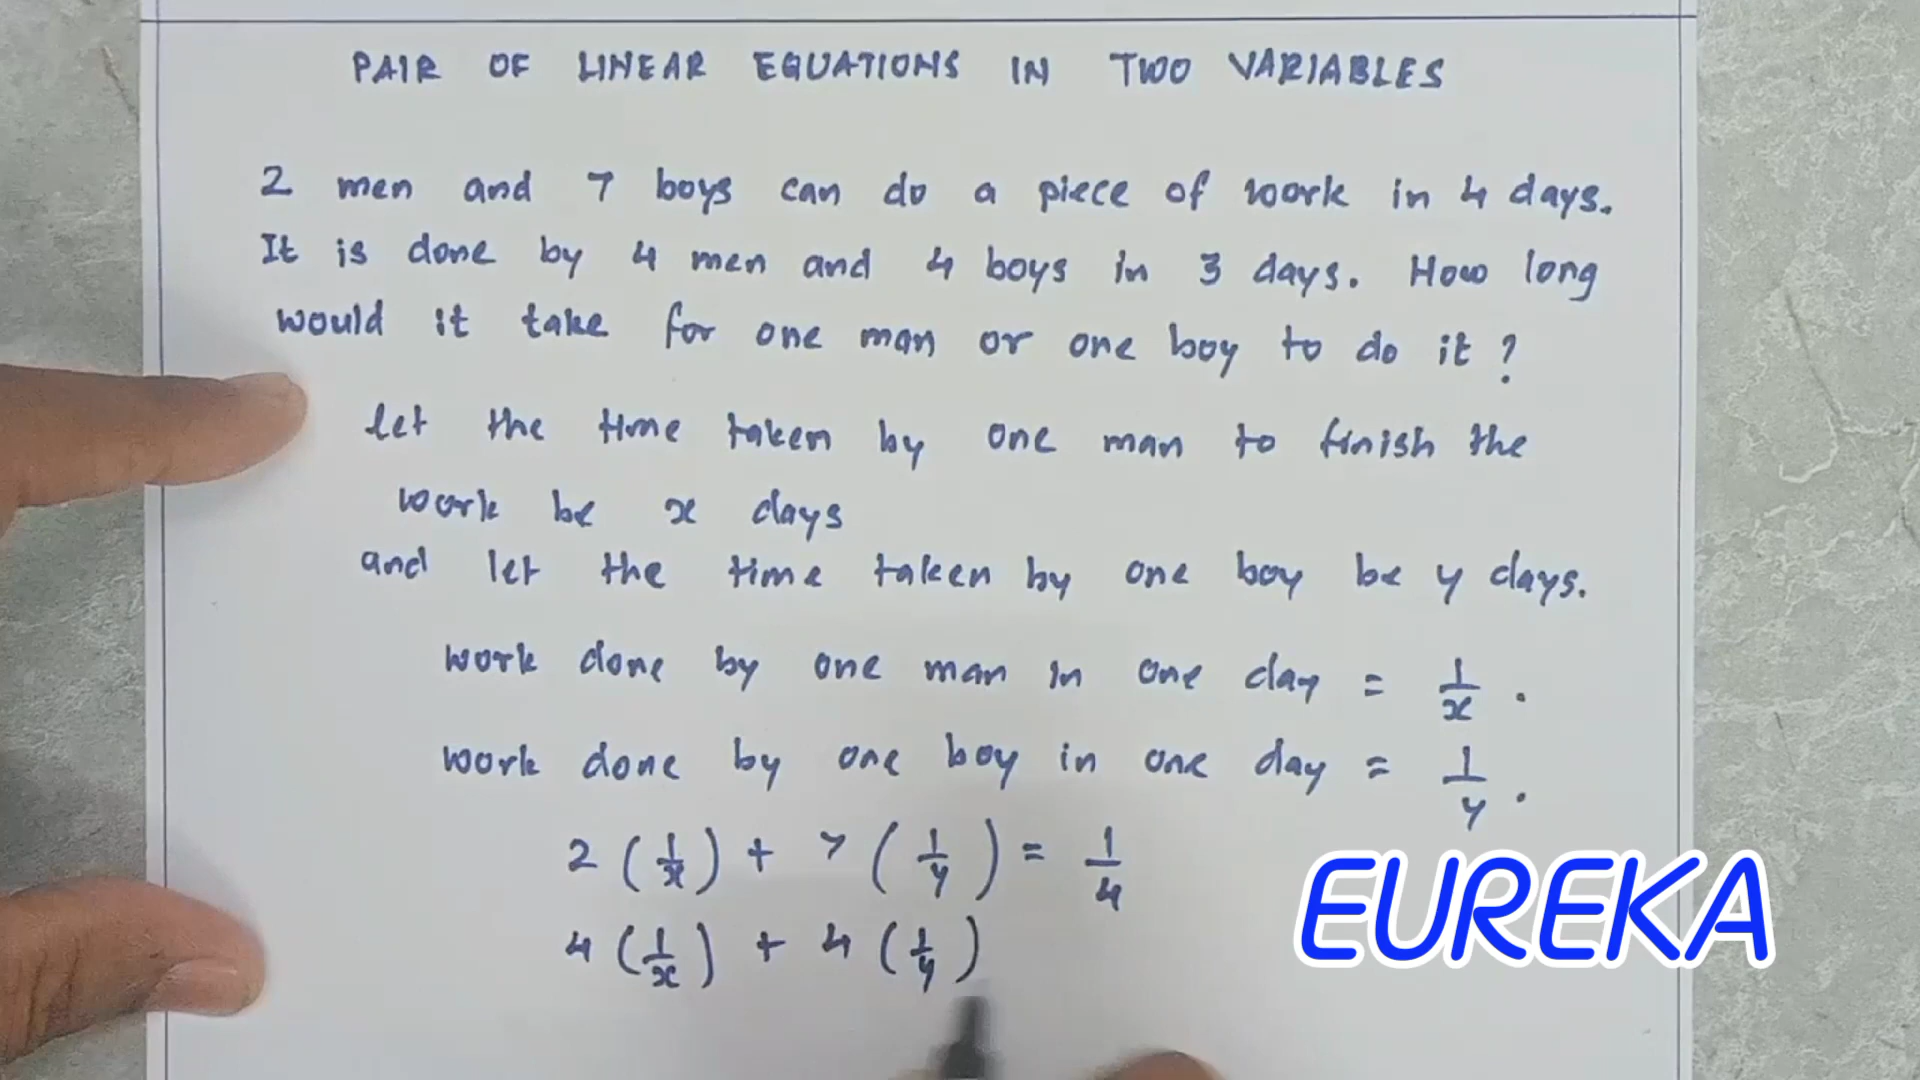 PAIR OF LINEAR EQUATIONS IN TWO VARIABLES
2 men and 7 boys can do a piece of work in 4 days.
It is done by 4 men and 4 boys in 3 days. How long
would it take for one man or one boy to do it?
let the time taken by one man to finish the
work be x days
and let the time taken by one boy be y days.
work done by one man in one day = 1/x .
work done by one boy in one day = 1/y .
2 (1/x) + 7 (1/y) = 1/4
4 (1/x) + 4 (1/y)
EUREKA